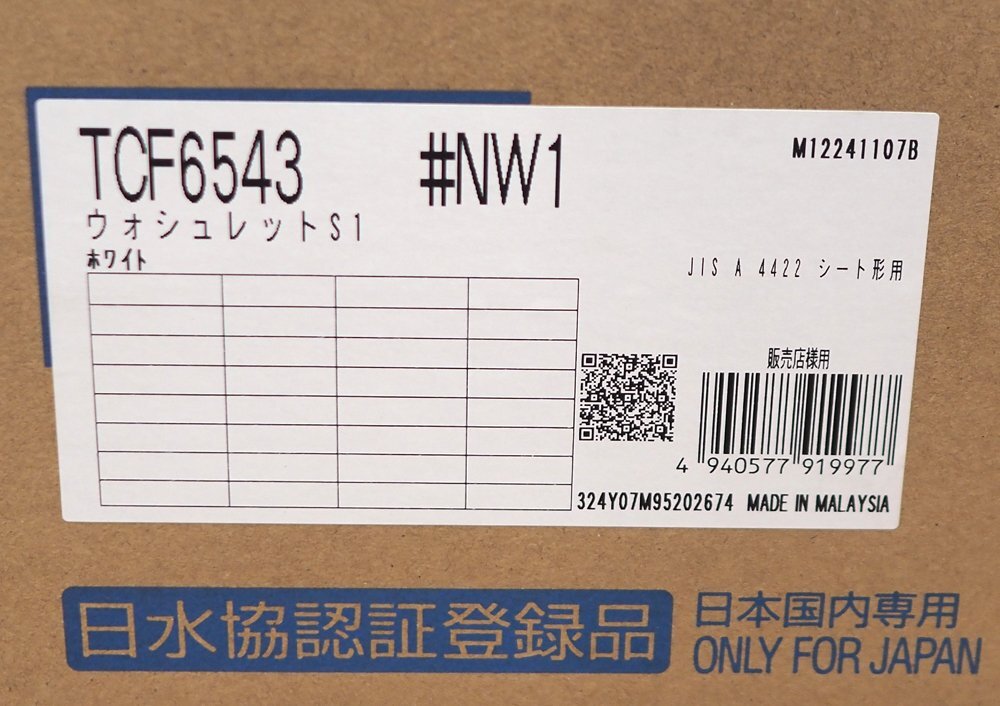 TCF6543 #NW1
M12241107B
ウォシュレットS1
ホワイト
JIS A 4422 シート形用
販売店様用
4 940577 919977
324Y07M95202674 MADE IN MALAYSIA
日水協認証登録品
日本国内専用
ONLY FOR JAPAN